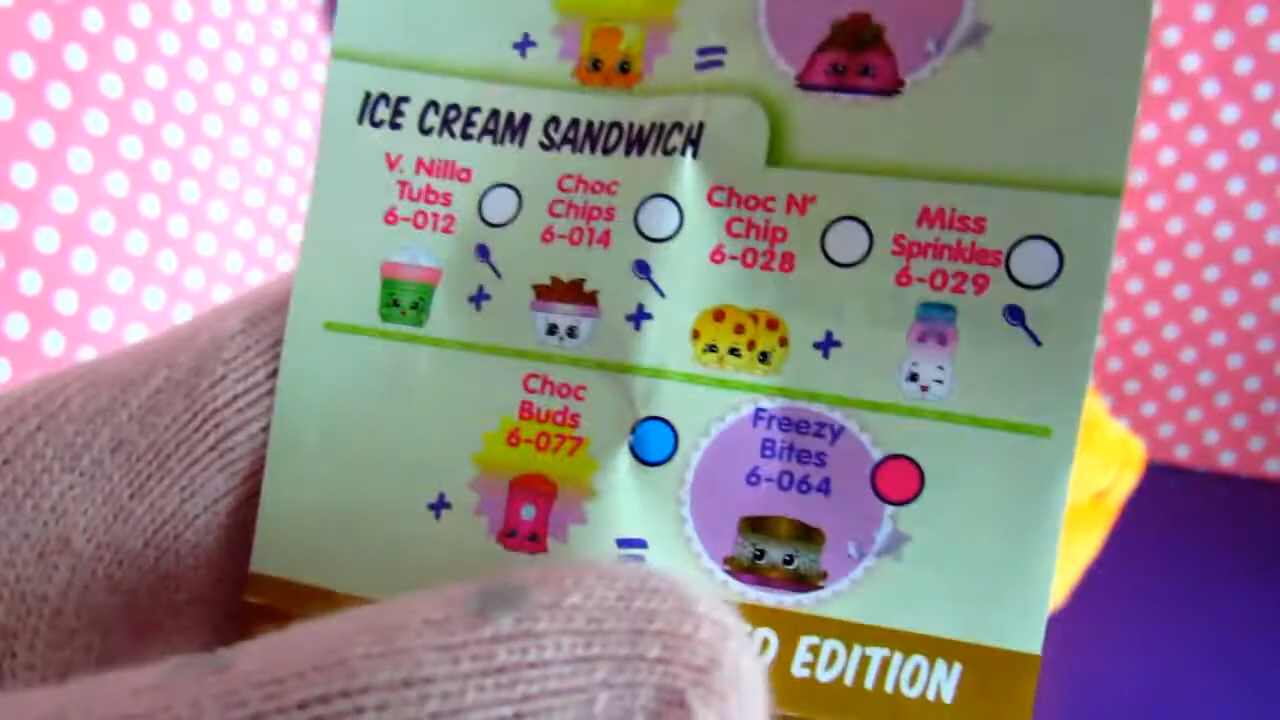 + =
ICE CREAM SANDWICH
V. Nilla
Tubs
6-012
Choc
Chips
6-014
Choc N'
Chip
6-028
Miss
Sprinkles
6-029
+ + +
Choc
Buds
6-077
Freezy
Bites
6-064
+ =
EDITION